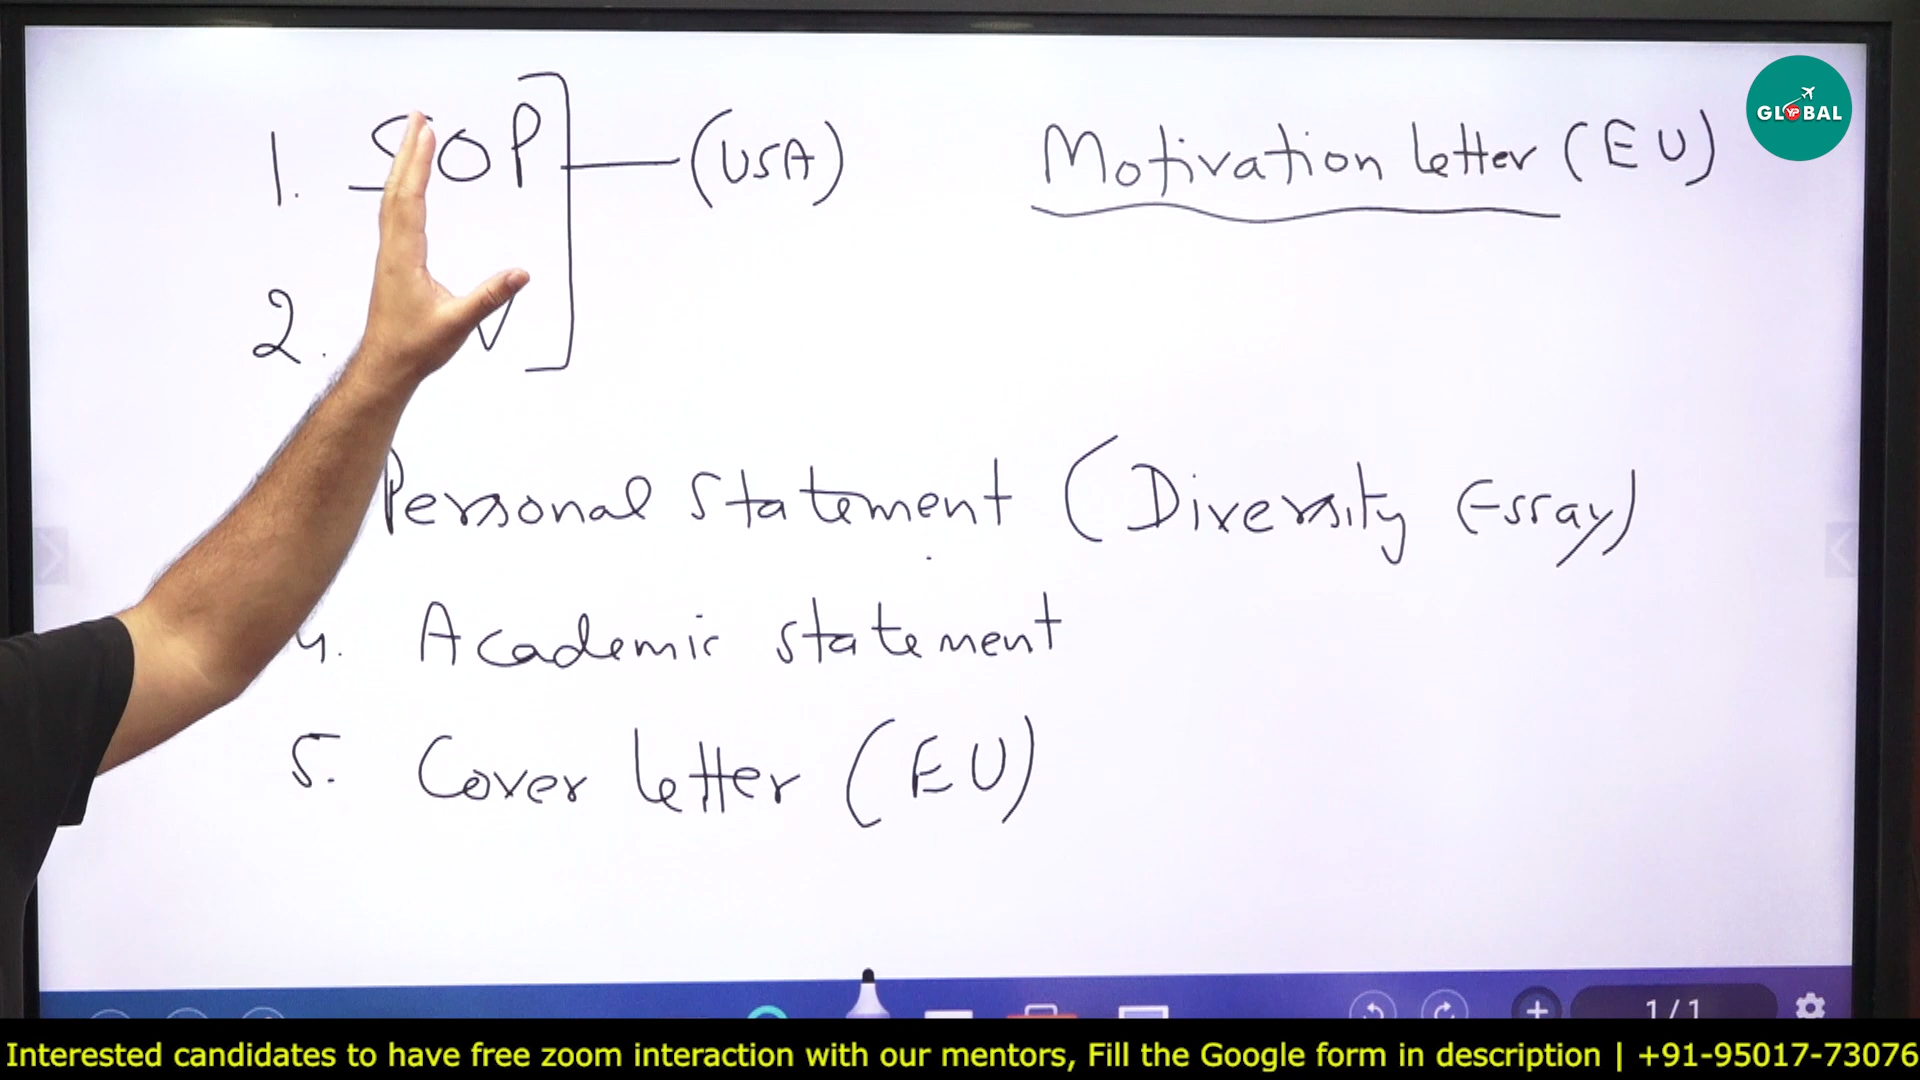 1. SOP (USA) Motivation letter (EU)
2. V
Personal statement (Diversity Essay)
4. Academic statement
5. Cover letter (EU)
GLOBAL
YP
1/1
Interested candidates to have free zoom interaction with our mentors, Fill the Google form in description | +91-95017-73076